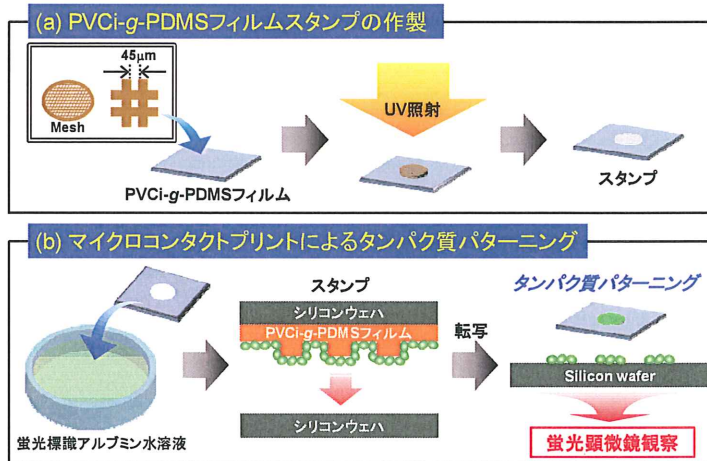 (a) PVCi-g-PDMSフィルムスタンプの作製
45μm
Mesh
UV照射
PVCi-g-PDMSフィルム
スタンプ
(b) マイクロコンタクトプリントによるタンパク質パターニング
スタンプ
タンパク質パターニング
シリコンウェハ
PVCi-g-PDMSフィルム
転写
Silicon wafer
シリコンウェハ
蛍光標識アルブミン水溶液
蛍光顕微鏡観察